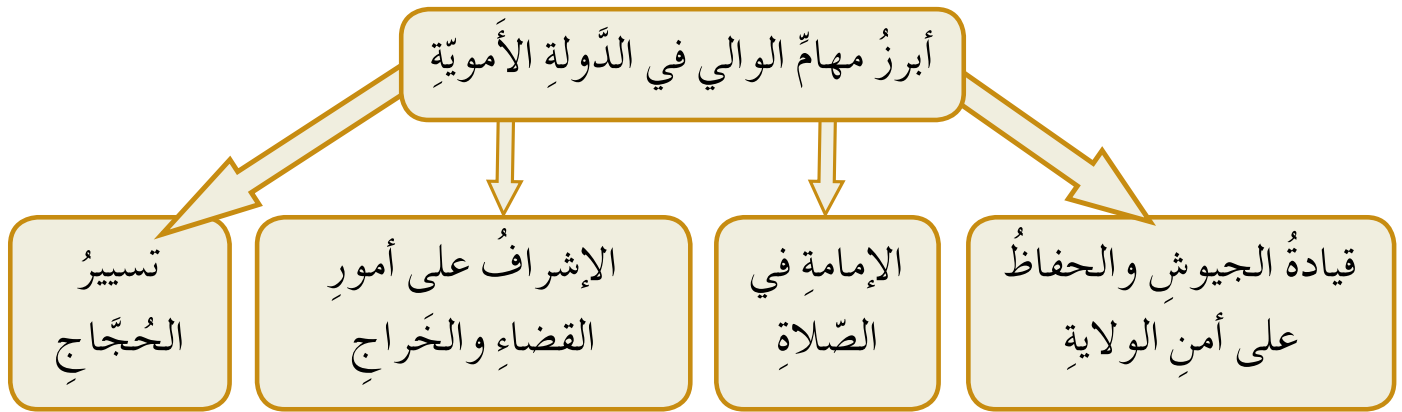 أبرزُ مهامِّ الوالي في الدَّولةِ الأَمويّةِ
قيادةُ الجيوشِ والحفاظُ
على أمنِ الولايةِ
الإمامةِ في
الصّلاةِ
الإشرافُ على أمورِ
القضاءِ والخَراجِ
تسييرُ
الحُجَّاجِ